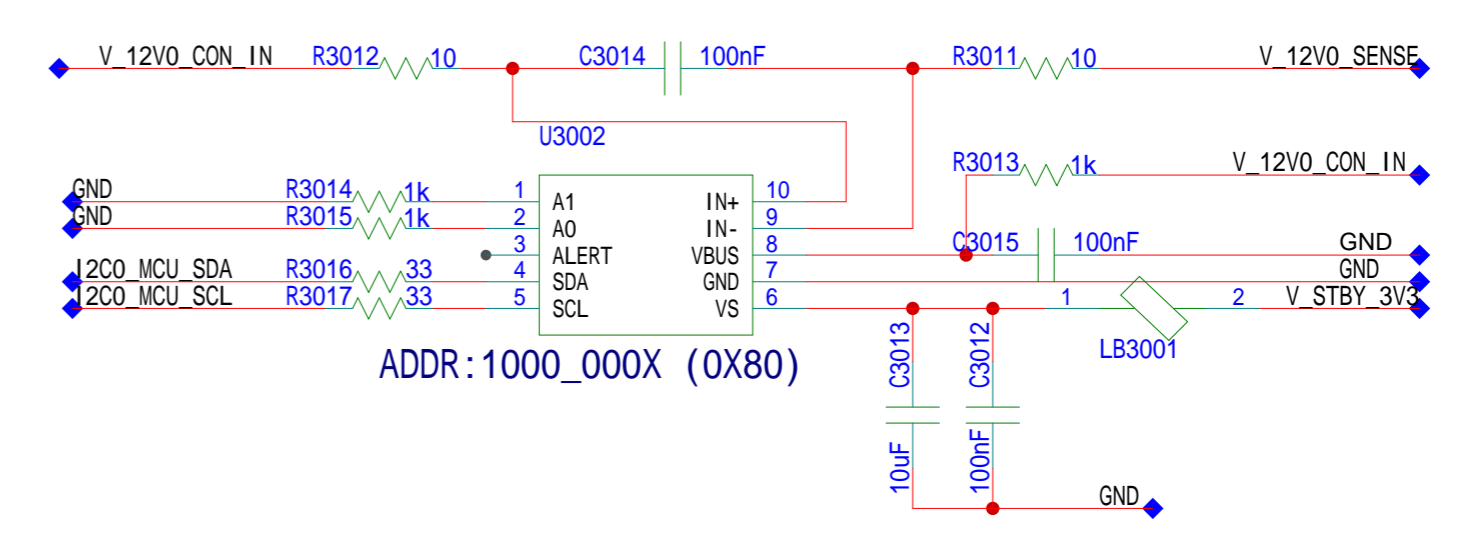 V_12V0_CON_IN R3012 10 C3014 100nF R3011 10 V_12V0_SENSE
U3002
R3013 1k V_12V0_CON_IN
GND R3014 1k 1 A1 IN+ 10
GND R3015 1k 2 A0 IN- 9
3 ALERT VBUS 8 C3015 100nF GND
I2C0_MCU_SDA R3016 33 4 SDA GND 7 GND
I2C0_MCU_SCL R3017 33 5 SCL VS 6 1 2 V_STBY_3V3
LB3001
ADDR:1000_000X (0X80)
C3013 C3012
10uF 100nF
GND